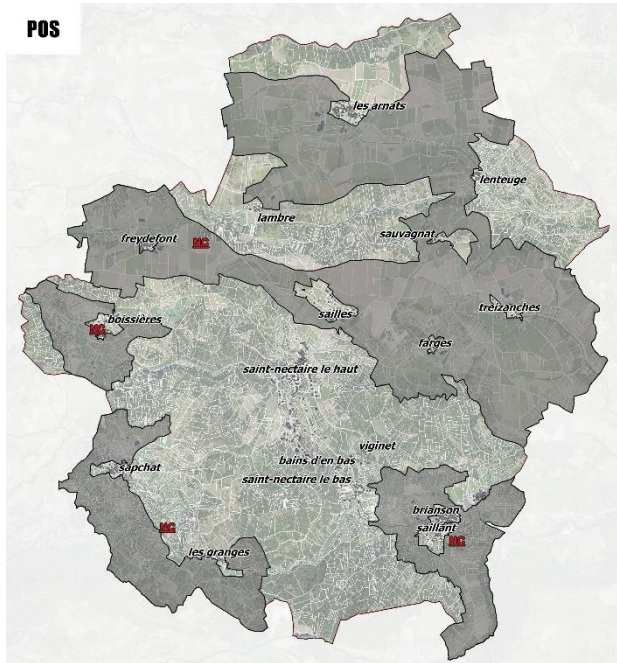 POS
les arnats
lenteuge
lambre
sauvagnat
freydefont
NC
sailles
treizanches
boissières
NC
farges
saint-nectaire le haut
viginet
bains d'en bas
sapchat
saint-nectaire le bas
brianson
saillant
NC
NC
les granges